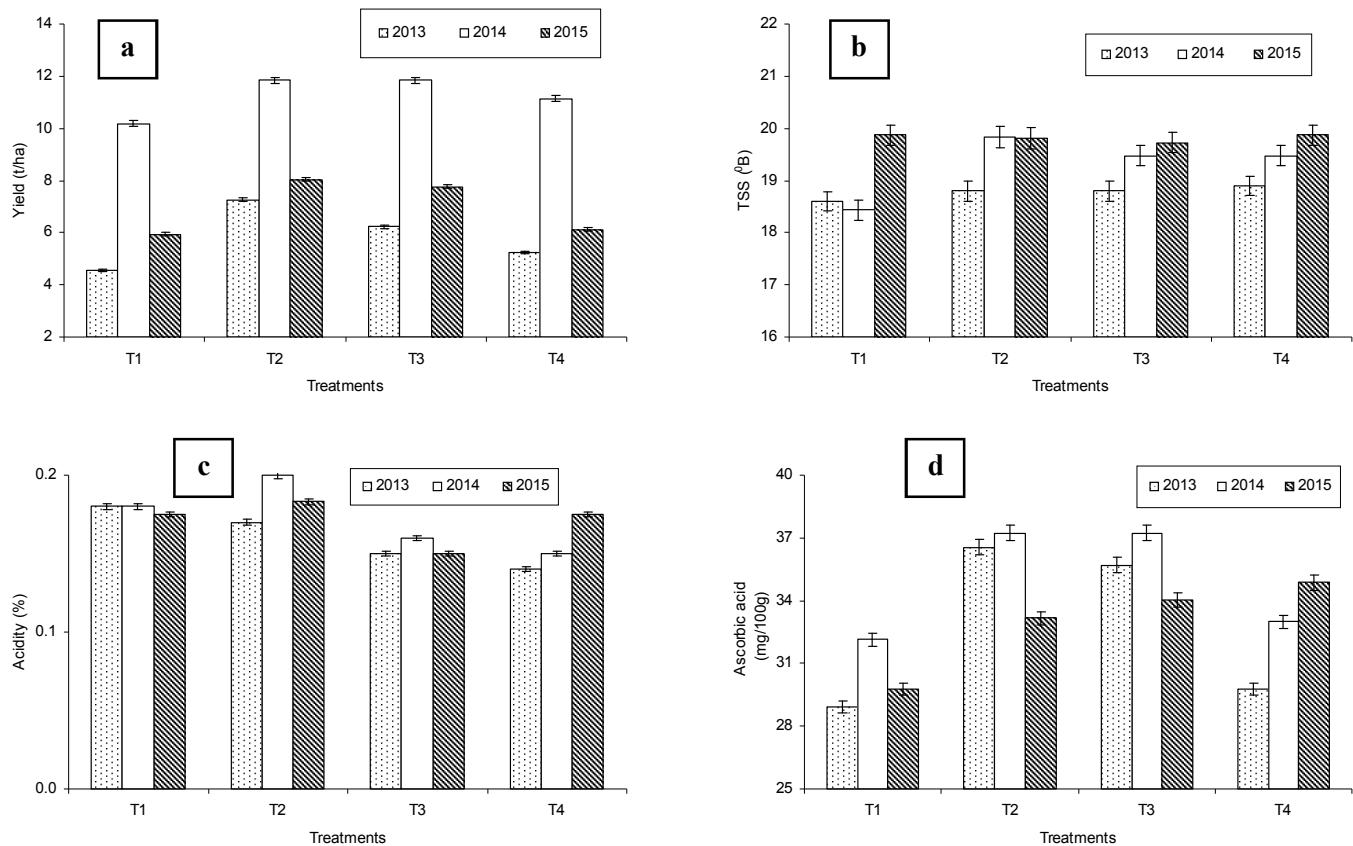 a
2013 2014 2015
14
12
10
8
6
4
2
Yield (t/ha)
T1 T2 T3 T4
Treatments
b
2013 2014 2015
22
21
20
19
18
17
16
TSS (⁰B)
T1 T2 T3 T4
Treatments
c
2013 2014 2015
0.2
0.1
0.0
Acidity (%)
T1 T2 T3 T4
Treatments
d
2013 2014 2015
40
37
34
31
28
25
Ascorbic acid
(mg/100g)
T1 T2 T3 T4
Treatments